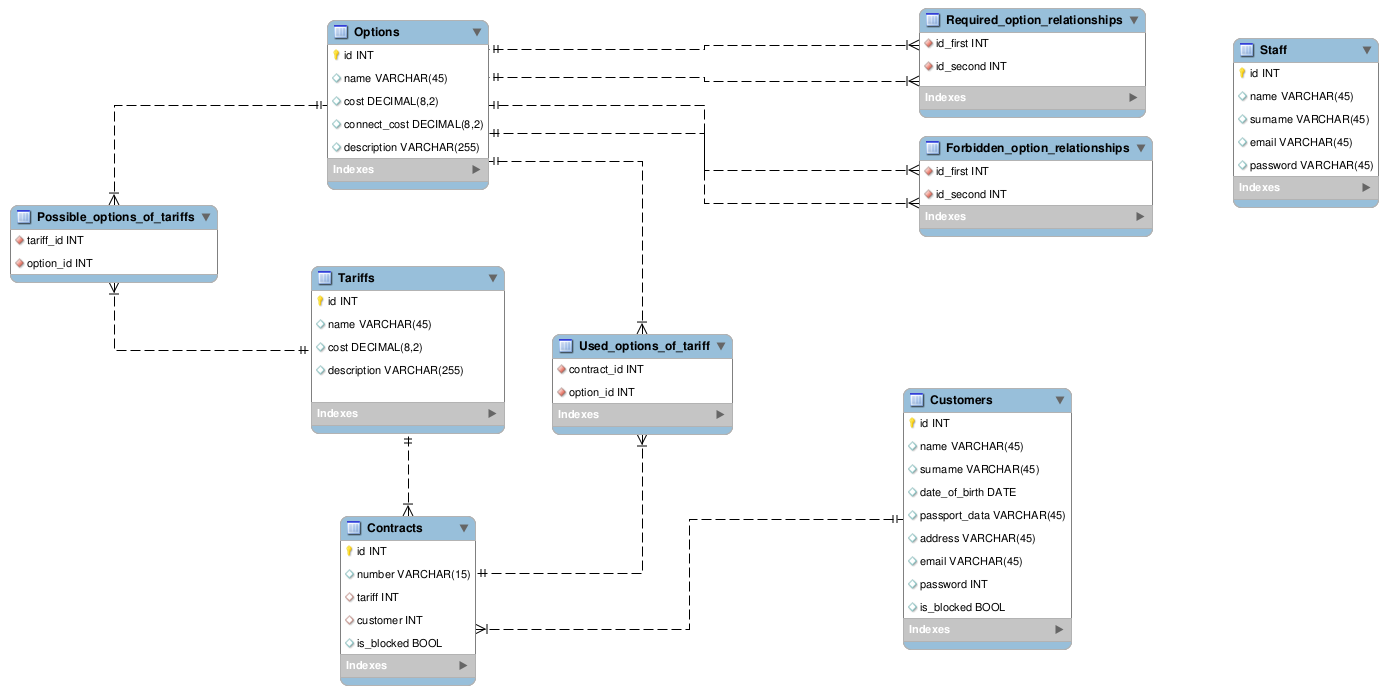 Options
id INT
name VARCHAR(45)
cost DECIMAL(8,2)
connect_cost DECIMAL(8,2)
description VARCHAR(255)
Indexes
Required_option_relationships
id_first INT
id_second INT
Indexes
Staff
id INT
name VARCHAR(45)
surname VARCHAR(45)
email VARCHAR(45)
password VARCHAR(45)
Indexes
Forbidden_option_relationships
id_first INT
id_second INT
Indexes
Possible_options_of_tariffs
tariff_id INT
option_id INT
Tariffs
id INT
name VARCHAR(45)
cost DECIMAL(8,2)
description VARCHAR(255)
Indexes
Used_options_of_tariff
contract_id INT
option_id INT
Indexes
Customers
id INT
name VARCHAR(45)
surname VARCHAR(45)
date_of_birth DATE
passport_data VARCHAR(45)
address VARCHAR(45)
email VARCHAR(45)
password INT
is_blocked BOOL
Indexes
Contracts
id INT
number VARCHAR(15)
tariff INT
customer INT
is_blocked BOOL
Indexes